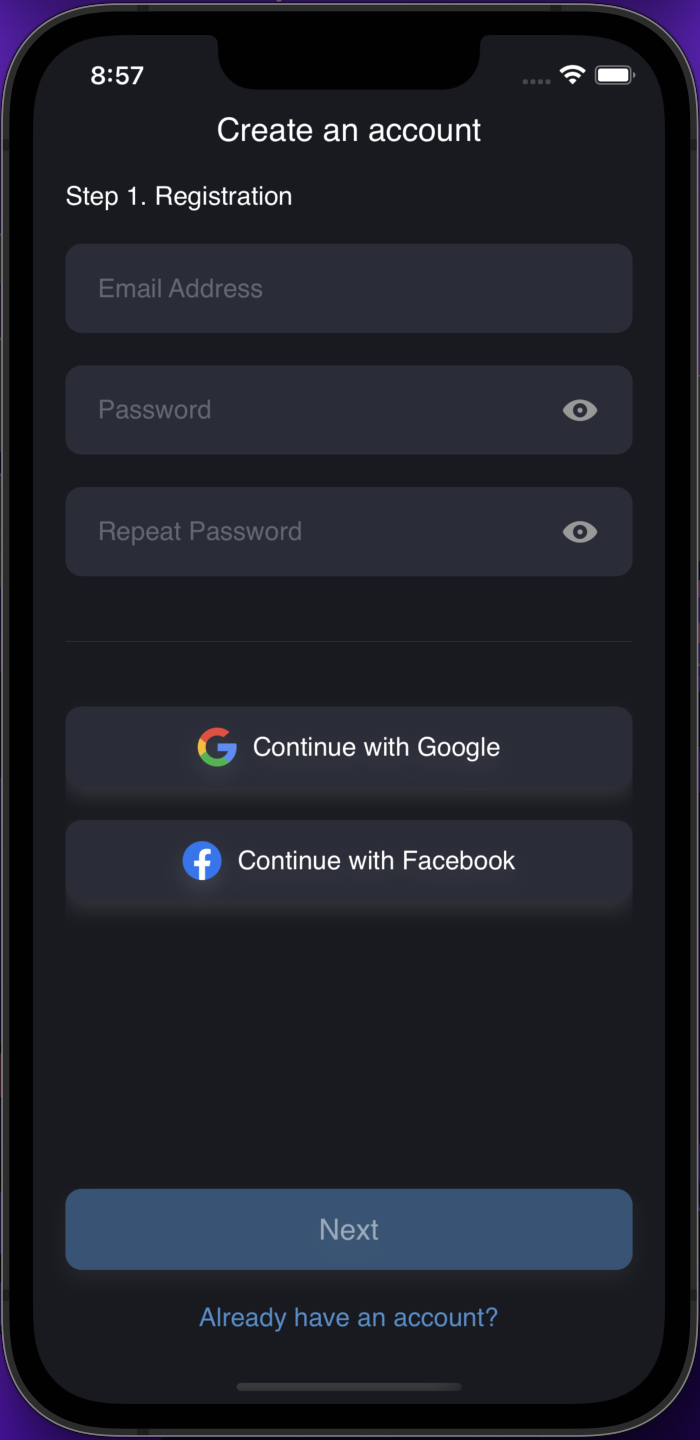 8:57
Create an account
Step 1. Registration
Email Address
Password
Repeat Password
Continue with Google
Continue with Facebook
Next
Already have an account?